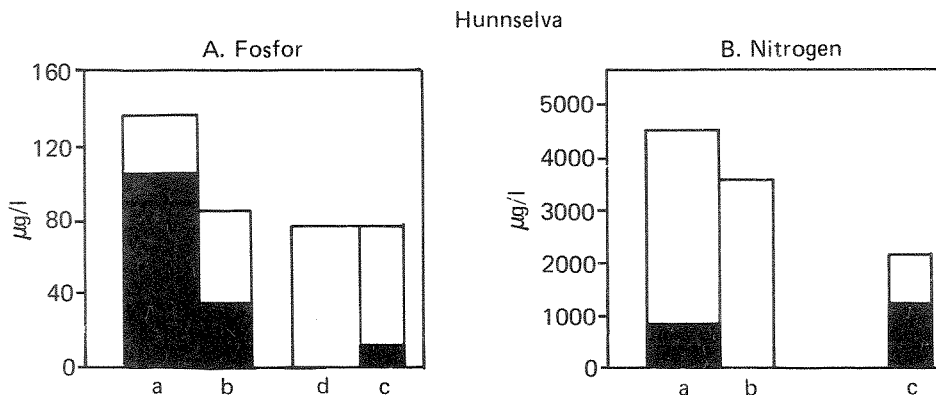 Hunnselva
A. Fosfor
160
120
80
40
0
µg/l
a
b
d
c
B. Nitrogen
5000
4000
3000
2000
1000
0
µg/l
a
b
c